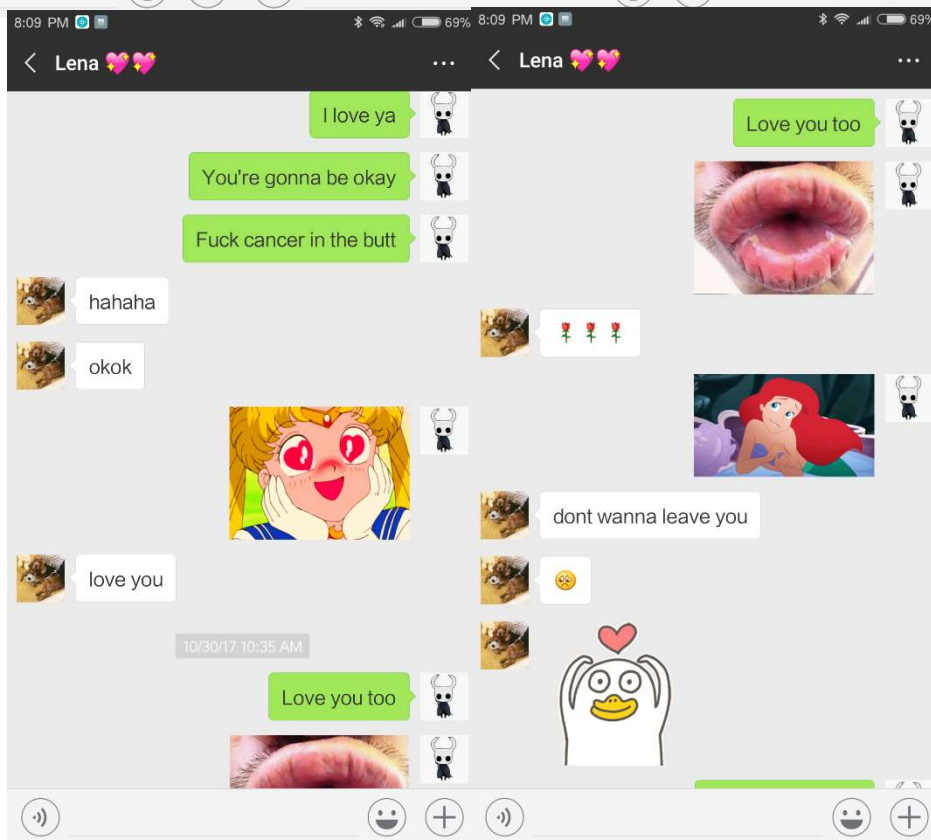 8:09 PM
69%
Lena 💖💖
I love ya
You're gonna be okay
Fuck cancer in the butt
hahaha
okok
love you
10/30/17 10:35 AM
Love you too
8:09 PM
69%
Lena 💖💖
Love you too
🌹🌹🌹
dont wanna leave you
🥺